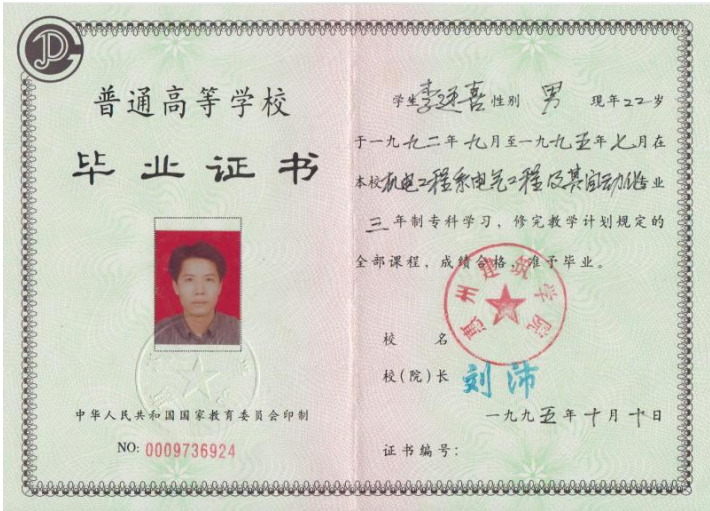 普通高等学校
毕业证书
中华人民共和国国家教育委员会印制
NO: 0009736924
学生李廷喜性别 男 现年22岁
于一九九二年九月至一九九五年七月在
本校机电工程系电气工程及其自动化专业
三年制专科学习,修完教学计划规定的
全部课程,成绩合格,准予毕业。
校 名
惠州建筑学院
校(院)长 刘沛
一九九五年十月十日
证书编号: